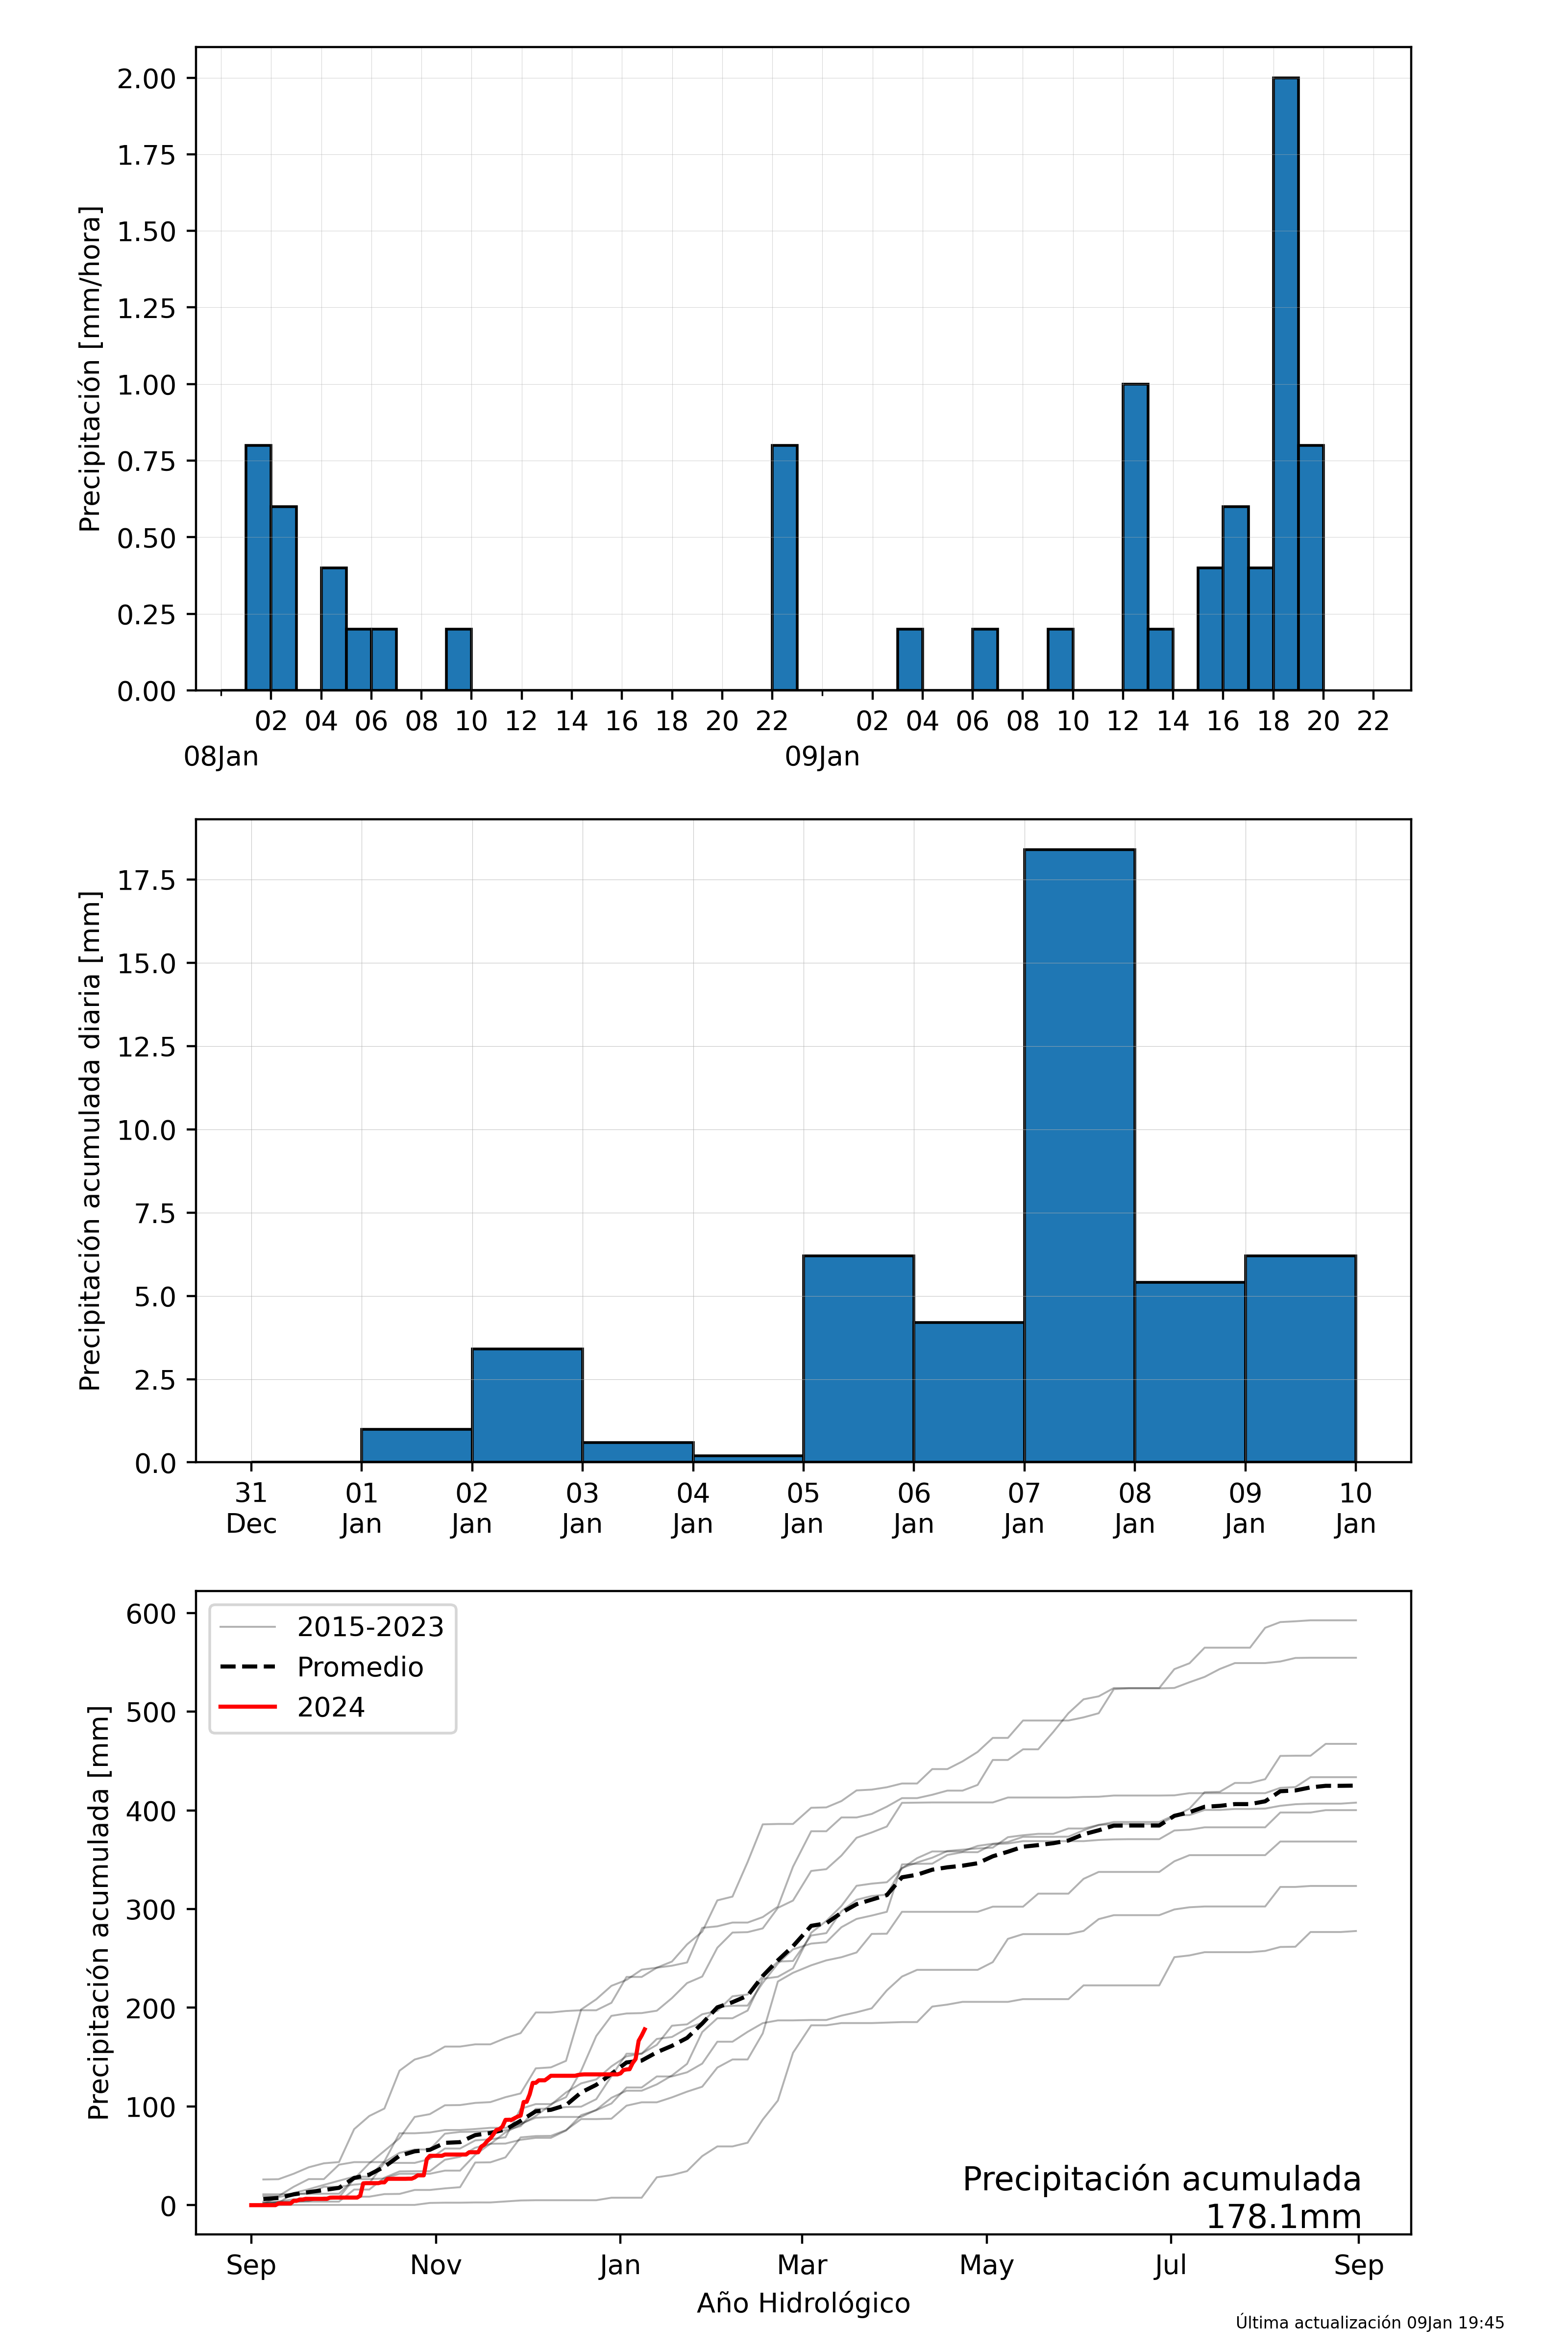 2.00
1.75
1.50
1.25
1.00
0.75
0.50
0.25
0.00
Precipitación [mm/hora]
02 04 06 08 10 12 14 16 18 20 22 02 04 06 08 10 12 14 16 18 20 22
08Jan 09Jan
17.5
15.0
12.5
10.0
7.5
5.0
2.5
0.0
Precipitación acumulada diaria [mm]
31 01 02 03 04 05 06 07 08 09 10
Dec Jan Jan Jan Jan Jan Jan Jan Jan Jan Jan
600
500
400
300
200
100
0
Precipitación acumulada [mm]
2015-2023
Promedio
2024
Precipitación acumulada
178.1mm
Sep Nov Jan Mar May Jul Sep
Año Hidrológico
Última actualización 09Jan 19:45